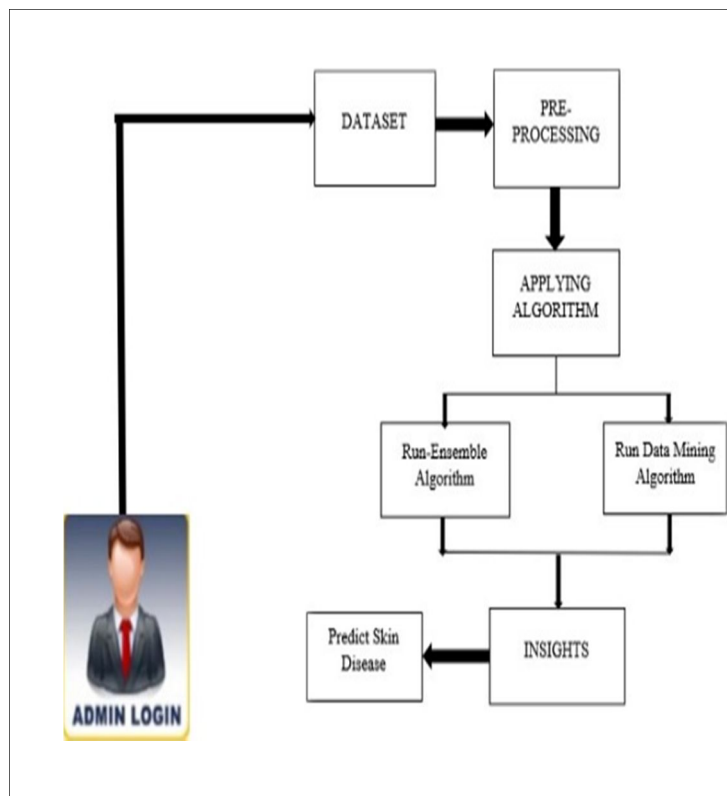 DATASET
PRE-
PROCESSING
APPLYING
ALGORITHM
Run-Ensemble
Algorithm
Run Data Mining
Algorithm
INSIGHTS
Predict Skin
Disease
ADMIN LOGIN